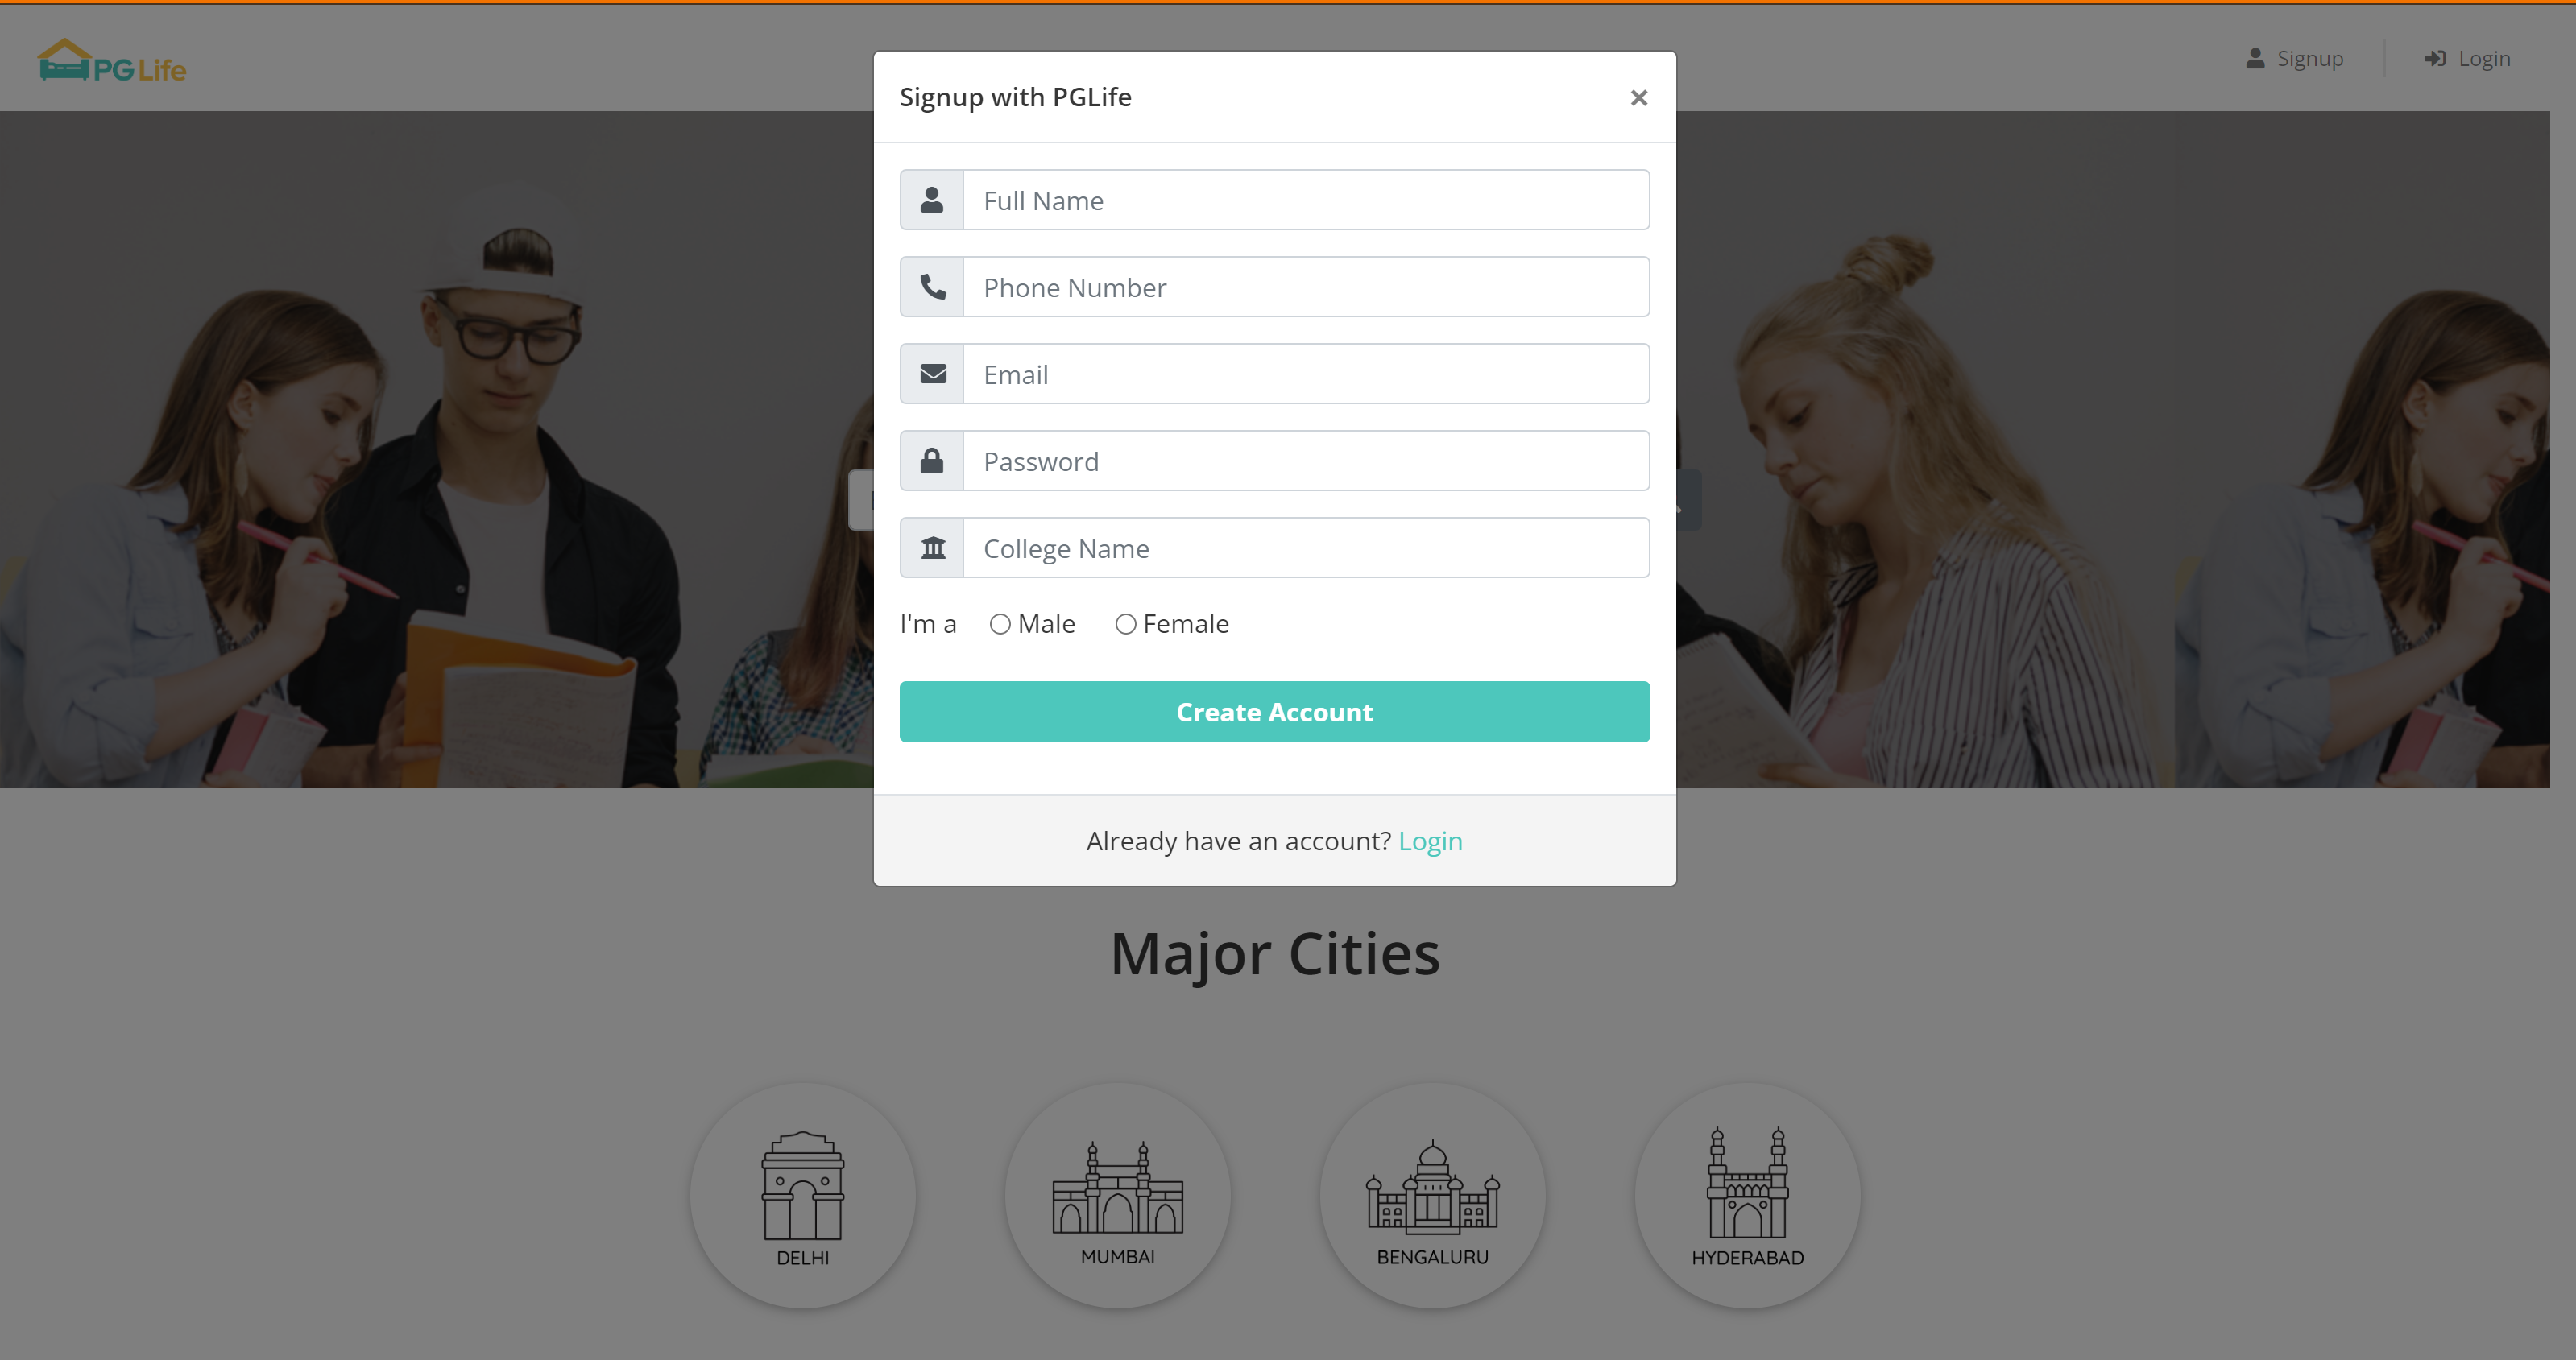 PG Life
Signup
Login
Signup with PGLife
×
Full Name
Phone Number
Email
Password
College Name
I'm a Male Female
Create Account
Already have an account? Login
Major Cities
DELHI
MUMBAI
BENGALURU
HYDERABAD